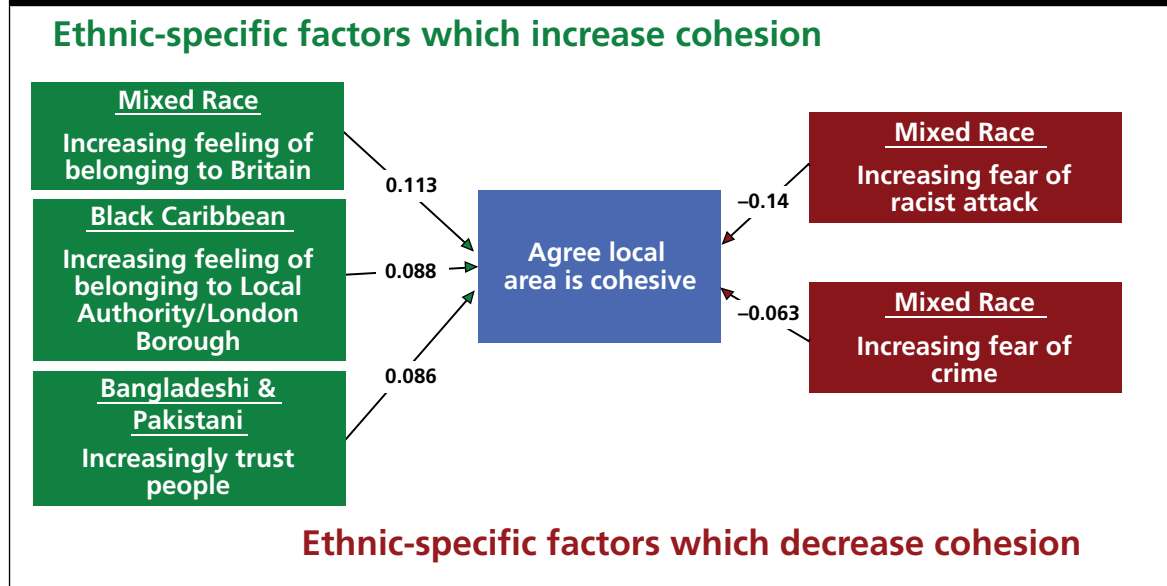 Ethnic-specific factors which increase cohesion
Mixed Race
Increasing feeling of
belonging to Britain
Black Caribbean
Increasing feeling of
belonging to Local
Authority/London
Borough
Bangladeshi &
Pakistani
Increasingly trust
people
0.113
0.088
0.086
Agree local
area is cohesive
–0.14
–0.063
Mixed Race
Increasing fear of
racist attack
Mixed Race
Increasing fear of
crime
Ethnic-specific factors which decrease cohesion